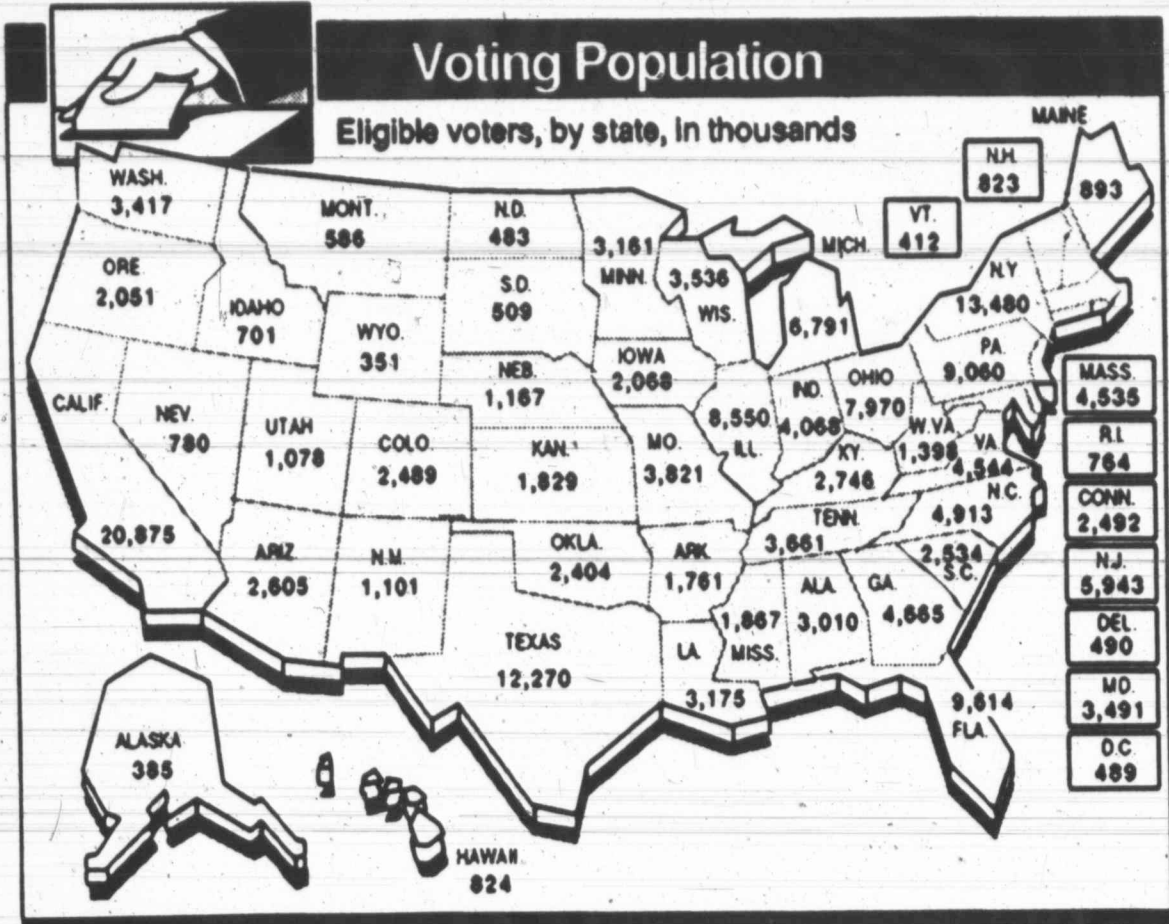 Voting Population
Eligible voters, by state, in thousands
MAINE
893
N.H.
823
VT.
412
WASH.
3,417
MONT.
586
N.D.
483
3,161
MINN.
MICH.
6,791
3,536
WIS.
N.Y
13,480
ORE.
2,051
IDAHO
701
S.D.
509
WYO.
351
IOWA
2,068
PA.
9,060
NEB.
1,167
IND.
4,068
OHIO
7,970
MASS.
4,535
CALIF.
20,875
NEV.
780
UTAH
1,078
COLO.
2,489
KAN.
1,829
MO.
3,821
8,550
ILL.
KY.
2,746
W.VA.
1,398
VA.
R.I.
764
N.C.
4,913
CONN.
2,492
TENN.
3,661
ARIZ.
2,605
N.M.
1,101
OKLA.
2,404
ARK.
1,761
2,534
S.C.
N.J.
5,943
1,867
MISS.
ALA.
3,010
GA.
4,665
DEL.
490
TEXAS
12,270
LA.
3,175
9,614
FLA.
MD.
3,491
ALASKA
385
D.C.
489
HAWAII
824